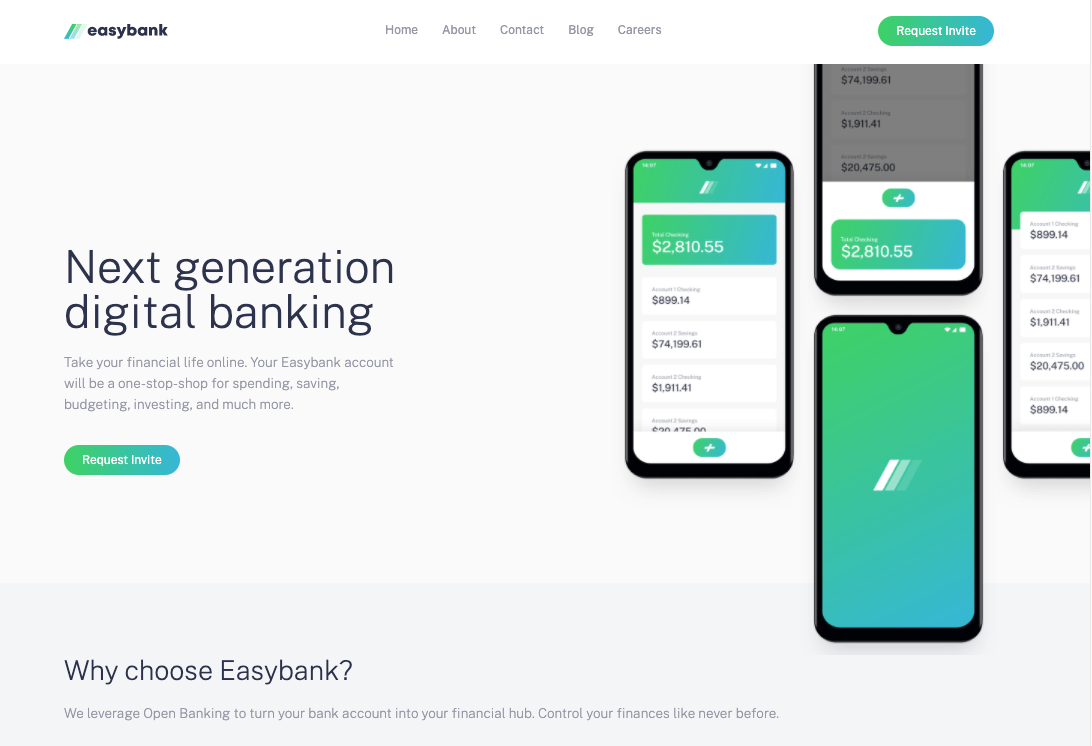 easybank
Home
About
Contact
Blog
Careers
Request Invite
Next generation
digital banking
Take your financial life online. Your Easybank account
will be a one-stop-shop for spending, saving,
budgeting, investing, and much more.
Request Invite
14:07
Total Checking
$2,810.55
Account 1 Checking
$899.14
Account 2 Savings
$74,199.61
Account 2 Checking
$1,911.41
Account 2 Savings
$20,475.00
Account 2 Savings
$74,199.61
Account 2 Checking
$1,911.41
Account 2 Savings
$20,475.00
Total Checking
$2,810.55
14:07
14:07
Account 1 Checking
$899.14
Account 2 Savings
$74,199.61
Account 2 Checking
$1,911.41
Account 2 Savings
$20,475.00
Account 1 Checking
$899.14
Why choose Easybank?
We leverage Open Banking to turn your bank account into your financial hub. Control your finances like never before.